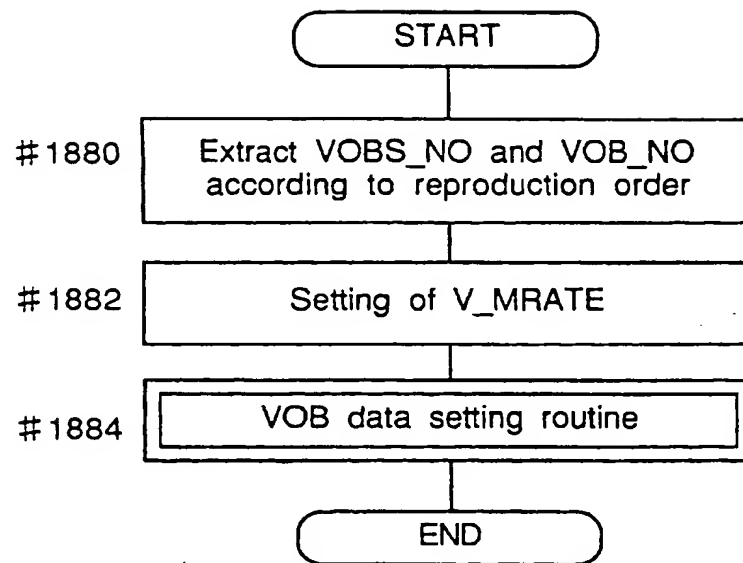 START
#1880
Extract VOBS_NO and VOB_NO
according to reproduction order
#1882
Setting of V_MRATE
#1884
VOB data setting routine
END